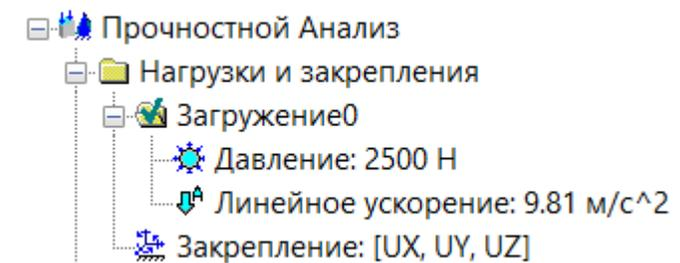 Прочностной Анализ
Нагрузки и закрепления
Загружение0
Давление: 2500 Н
Линейное ускорение: 9.81 м/с^2
Закрепление: [UX, UY, UZ]